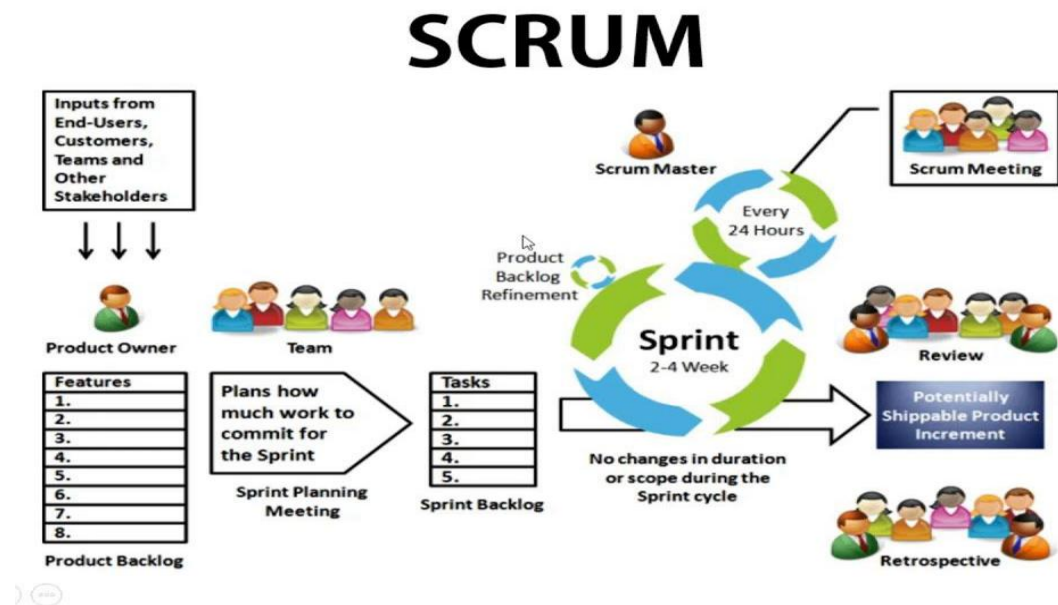 SCRUM
Inputs from
End-Users,
Customers,
Teams and
Other
Stakeholders
Product Owner
Features
1.
2.
3.
4.
5.
6.
7.
8.
Product Backlog
Team
Plans how
much work to
commit for
the Sprint
Sprint Planning
Meeting
Tasks
1.
2.
3.
4.
5.
Sprint Backlog
Scrum Master
Product
Backlog
Refinement
Every
24 Hours
Sprint
2-4 Week
No changes in duration
or scope during the
Sprint cycle
Scrum Meeting
Review
Potentially
Shippable Product
Increment
Retrospective